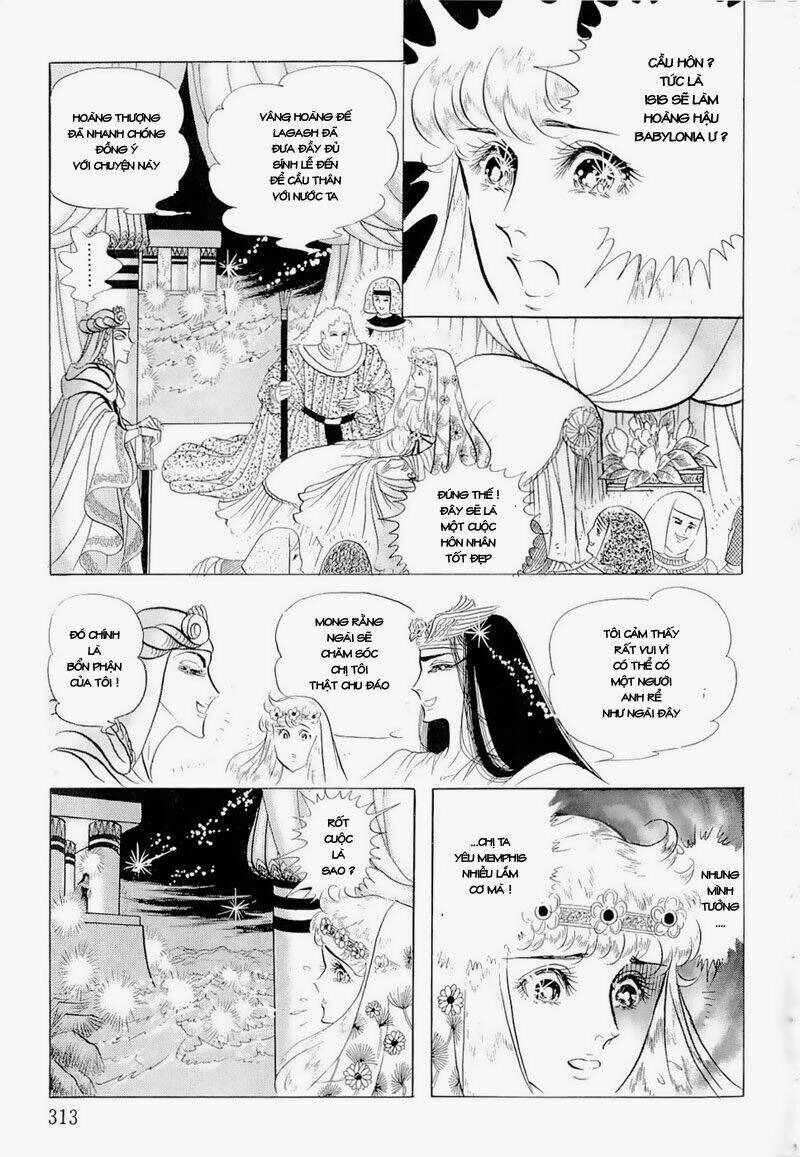 CẦU HÔN ?
TỨC LÀ
ISIS SẼ LÀM
HOÀNG HẬU
BABYLONIA Ư ?
VÂNG, HOÀNG ĐẾ
LAGASH ĐÃ
ĐƯA ĐẦY ĐỦ
SÍNH LỄ ĐẾN
ĐỂ CẦU THÂN
VỚI NƯỚC TA
HOÀNG THƯỢNG
ĐÃ NHANH CHÓNG
ĐỒNG Ý
VỚI CHUYỆN NÀY
........
ĐÚNG THẾ !
ĐÂY SẼ LÀ
MỘT CUỘC
HÔN NHÂN
TỐT ĐẸP
TÔI CẢM THẤY
RẤT VUI VÌ
CÓ THỂ CÓ
MỘT NGƯỜI
ANH RỂ
NHƯ NGÀI ĐÂY
MONG RẰNG
NGÀI SẼ
CHĂM SÓC
CHỊ TÔI
THẬT CHU ĐÁO
ĐÓ CHÍNH
LÀ
BỔN PHẬN
CỦA TÔI !
NHƯNG
MÌNH
TƯỞNG
....
...CHỊ TA
YÊU MEMPHIS
NHIỀU LẮM
CƠ MÀ !
RỐT
CUỘC
LÀ
SAO ?
313